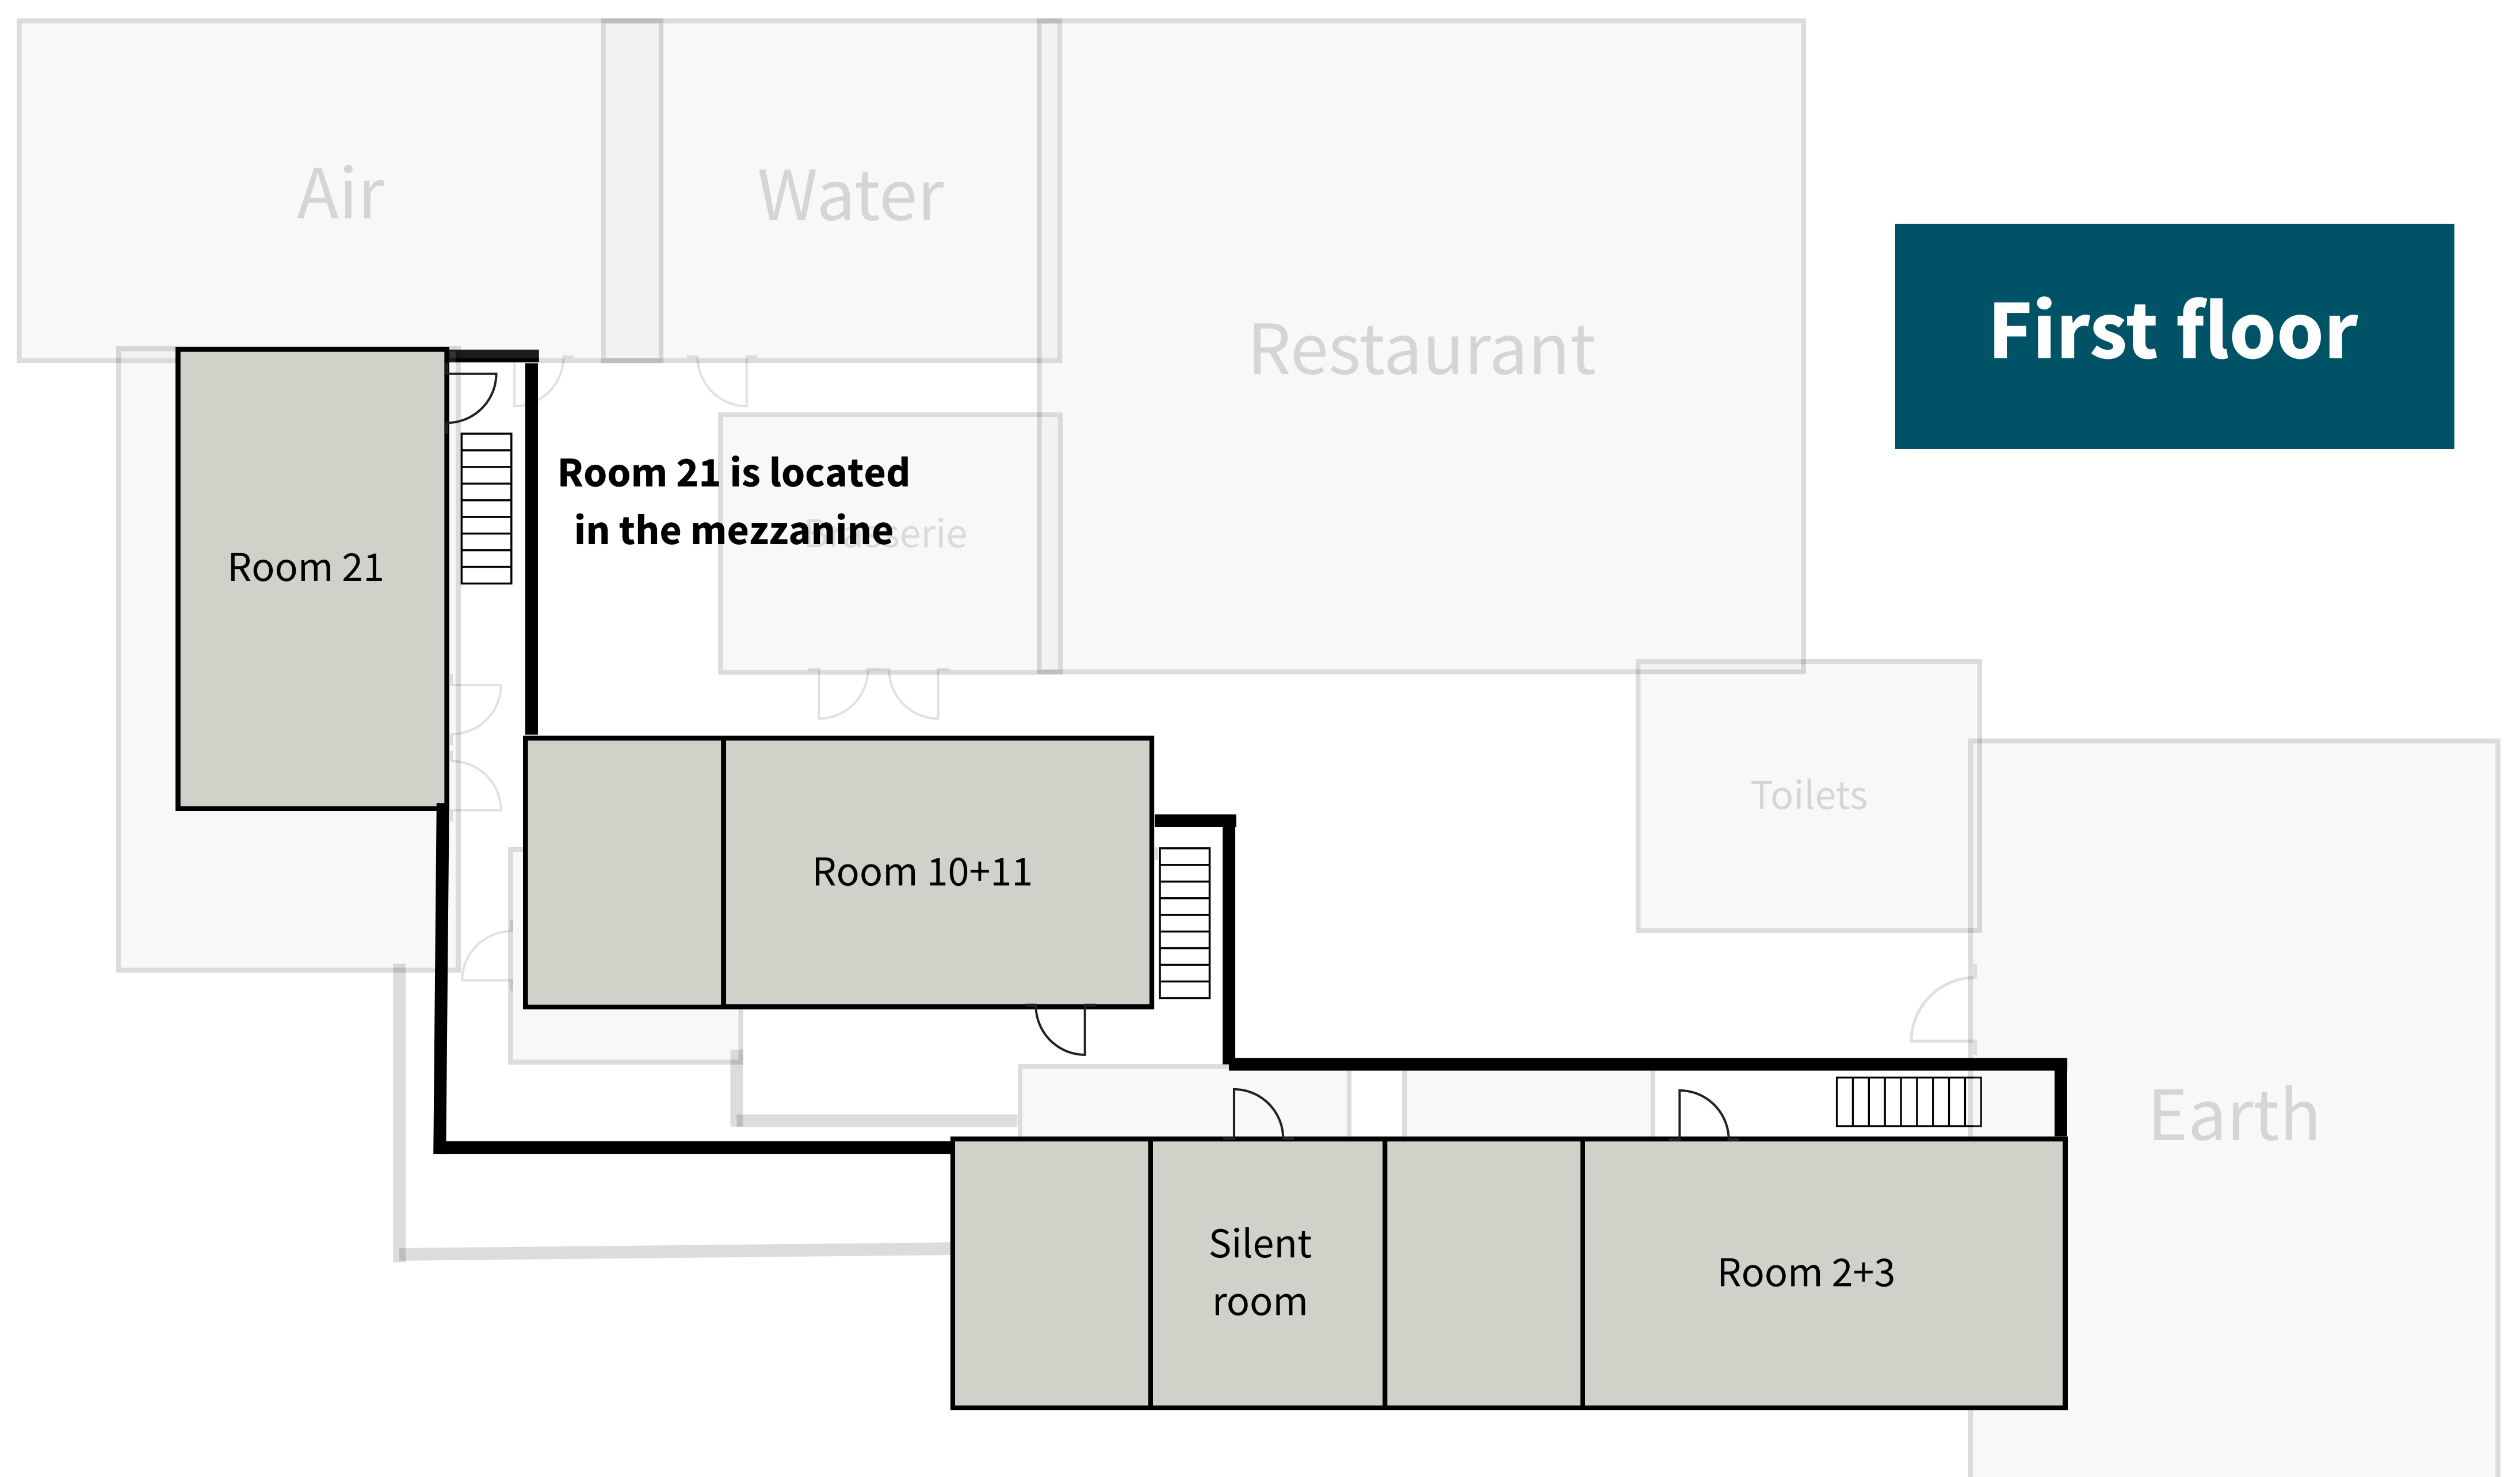 Air
Water
Restaurant
First floor
Room 21 is located
in the mezzanine
Brasserie
Room 21
Toilets
Room 10+11
Earth
Silent
room
Room 2+3